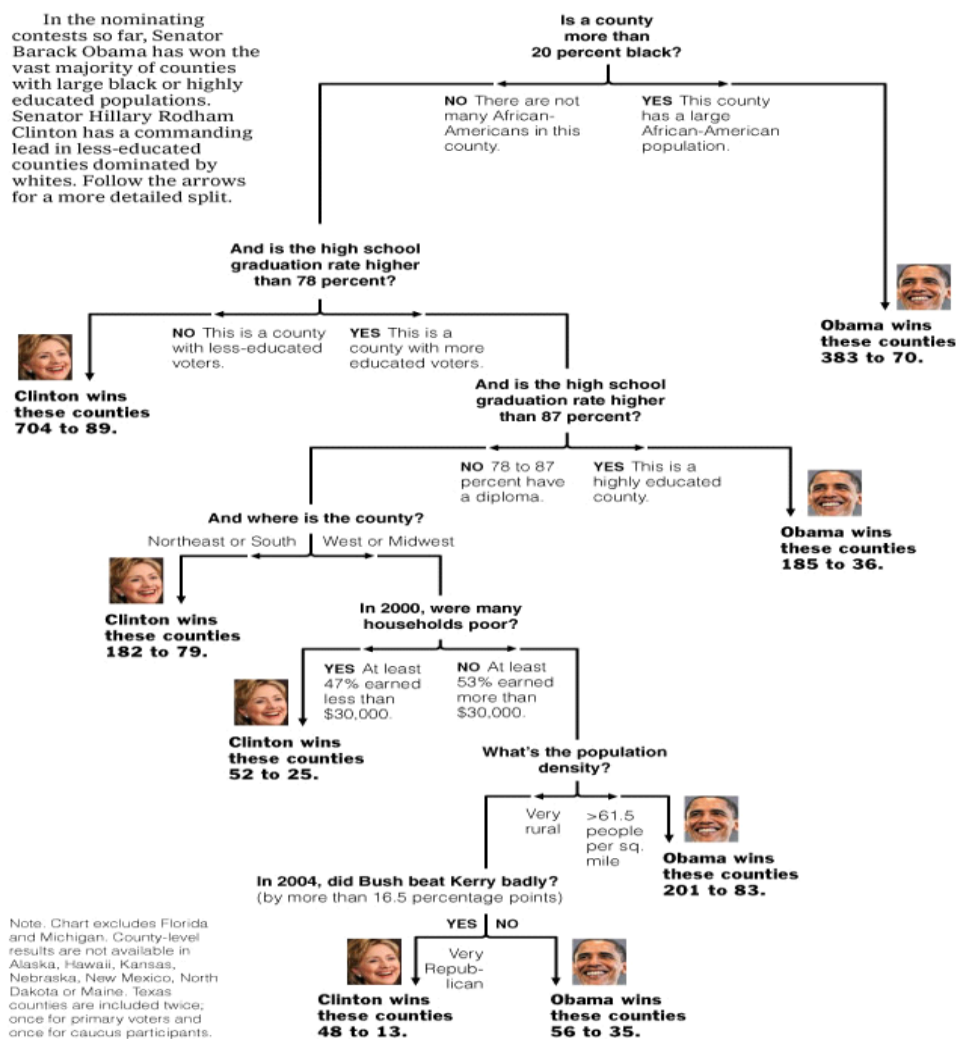 In the nominating
contests so far, Senator
Barack Obama has won the
vast majority of counties
with large black or highly
educated populations.
Senator Hillary Rodham
Clinton has a commanding
lead in less-educated
counties dominated by
whites. Follow the arrows
for a more detailed split.
Is a county
more than
20 percent black?
NO There are not
many African-
Americans in this
county.
YES This county
has a large
African-American
population.
Obama wins
these counties
383 to 70.
And is the high school
graduation rate higher
than 78 percent?
NO This is a county
with less-educated
voters.
YES This is a
county with more
educated voters.
Clinton wins
these counties
704 to 89.
And is the high school
graduation rate higher
than 87 percent?
NO 78 to 87
percent have
a diploma.
YES This is a
highly educated
county.
Obama wins
these counties
185 to 36.
And where is the county?
Northeast or South
West or Midwest
Clinton wins
these counties
182 to 79.
In 2000, were many
households poor?
YES At least
47% earned
less than
$30,000.
NO At least
53% earned
more than
$30,000.
Clinton wins
these counties
52 to 25.
What's the population
density?
Very
rural
>61.5
people
per sq.
mile
Obama wins
these counties
201 to 83.
In 2004, did Bush beat Kerry badly?
(by more than 16.5 percentage points)
YES
NO
Very
Repub-
lican
Clinton wins
these counties
48 to 13.
Obama wins
these counties
56 to 35.
Note. Chart excludes Florida
and Michigan. County-level
results are not available in
Alaska, Hawaii, Kansas,
Nebraska, New Mexico, North
Dakota or Maine. Texas
counties are included twice;
once for primary voters and
once for caucus participants.